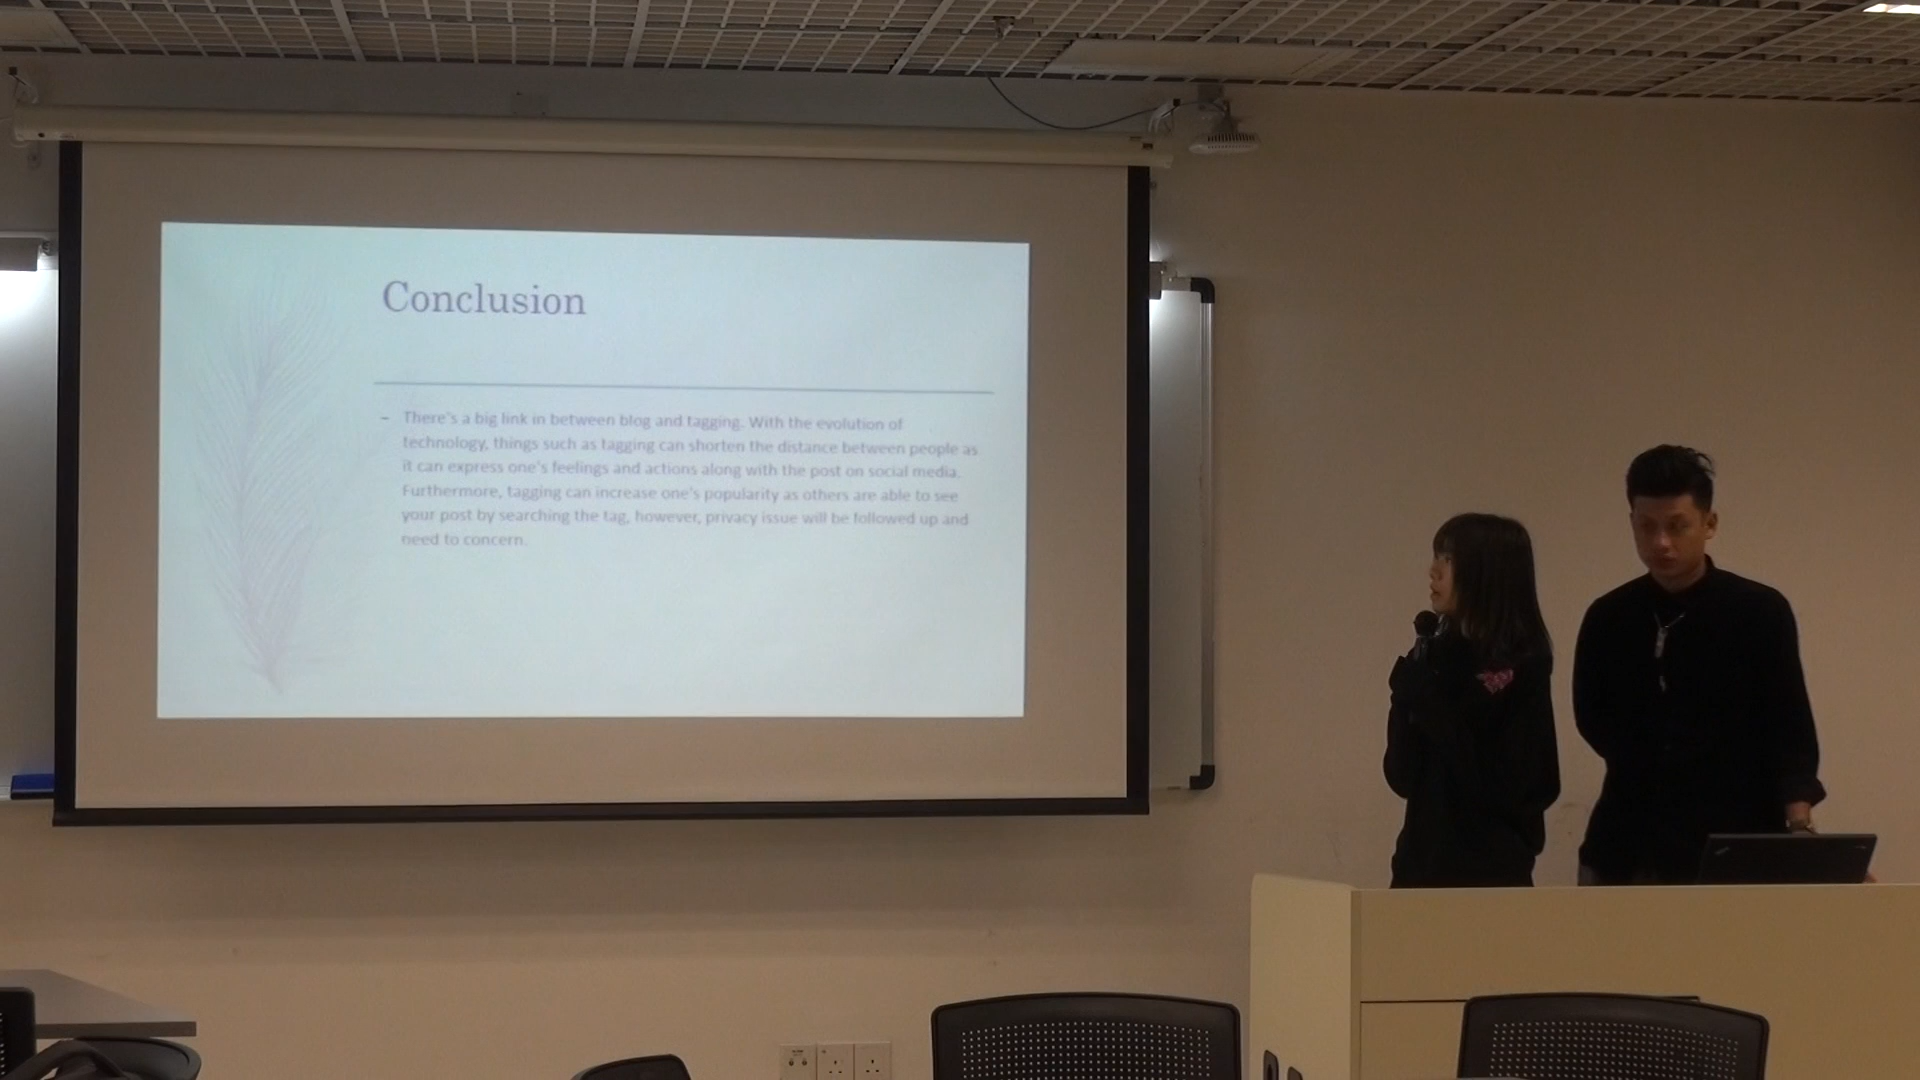 Conclusion
– There's a big link in between blog and tagging. With the evolution of
technology, things such as tagging can shorten the distance between people as
it can express one's feelings and actions along with the post on social media.
Furthermore, tagging can increase one's popularity as others are able to see
your post by searching the tag, however, privacy issue will be followed up and
need to concern.